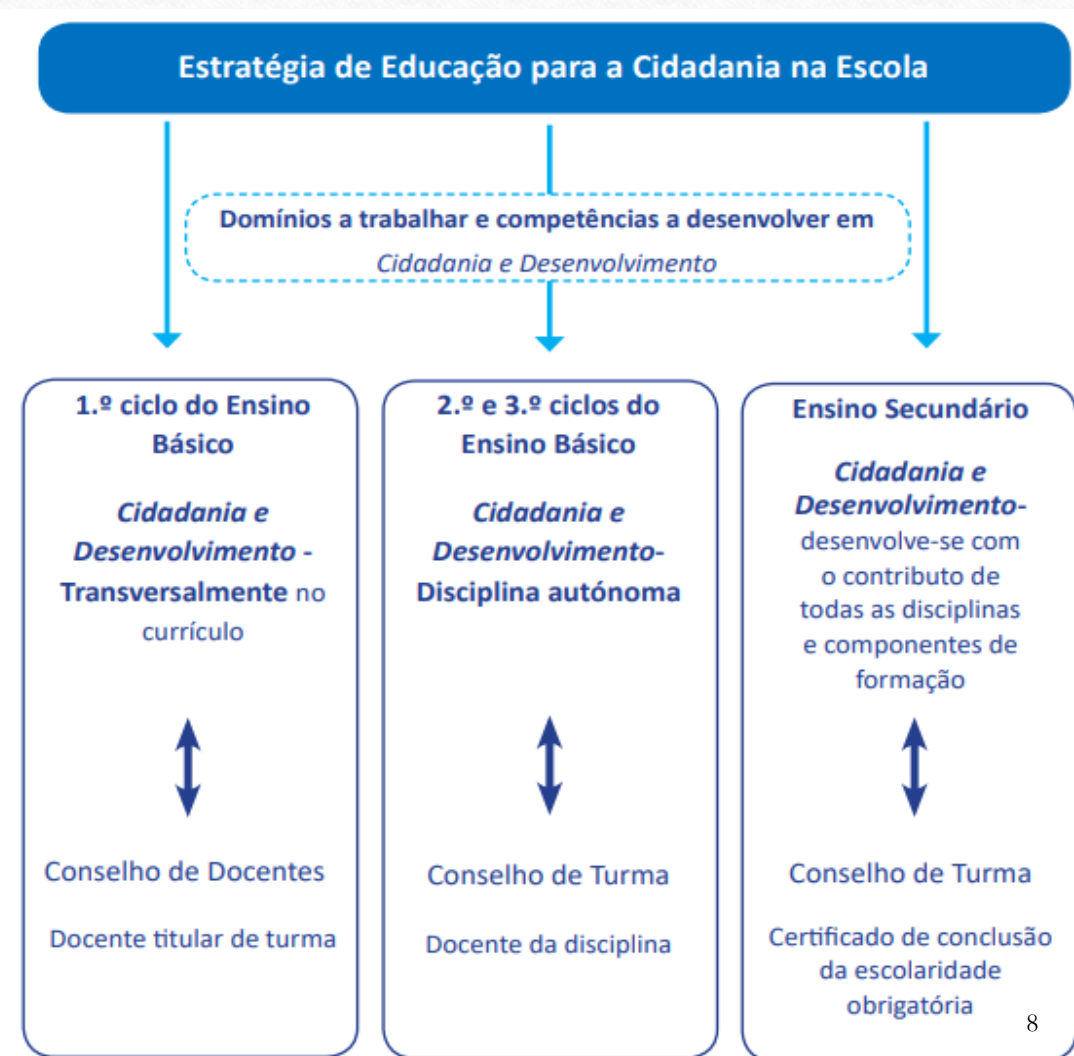 Estratégia de Educação para a Cidadania na Escola
Domínios a trabalhar e competências a desenvolver em
Cidadania e Desenvolvimento
1.º ciclo do Ensino
Básico
Cidadania e
Desenvolvimento -
Transversalmente no
currículo
Conselho de Docentes
Docente titular de turma
2.º e 3.º ciclos do
Ensino Básico
Cidadania e
Desenvolvimento-
Disciplina autónoma
Conselho de Turma
Docente da disciplina
Ensino Secundário
Cidadania e
Desenvolvimento-
desenvolve-se com
o contributo de
todas as disciplinas
e componentes de
formação
Conselho de Turma
Certificado de conclusão
da escolaridade
obrigatória
8